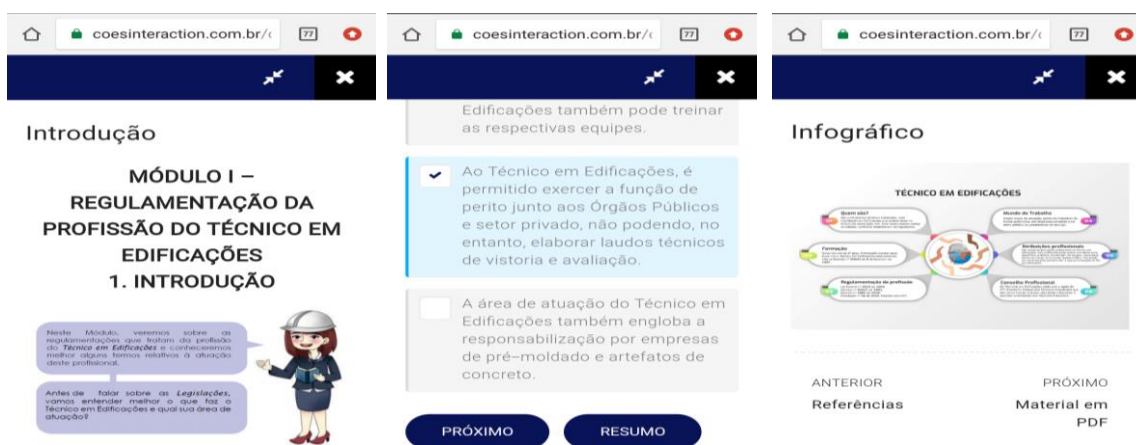 coesinteraction.com.br/
77
Introdução
MÓDULO I –
REGULAMENTAÇÃO DA
PROFISSÃO DO TÉCNICO EM
EDIFICAÇÕES
1. INTRODUÇÃO
Neste Módulo, veremos sobre as
regulamentações que tratam da profissão
do Técnico em Edificações e conheceremos
melhor alguns termos relativos à atuação
deste profissional.
Antes de falar sobre as Legislações,
vamos entender melhor o que faz o
Técnico em Edificações e qual sua área de
atuação?
coesinteraction.com.br/
77
Edificações também pode treinar
as respectivas equipes.
Ao Técnico em Edificações, é
permitido exercer a função de
perito junto aos Órgãos Públicos
e setor privado, não podendo, no
entanto, elaborar laudos técnicos
de vistoria e avaliação.
A área de atuação do Técnico em
Edificações também engloba a
responsabilização por empresas
de pré-moldado e artefatos de
concreto.
PRÓXIMO
RESUMO
coesinteraction.com.br/
77
Infográfico
TÉCNICO EM EDIFICAÇÕES
Quem são?
Mundo do Trabalho
Formação
Atribuições profissionais
Regulamentação da profissão
Conselho Profissional
ANTERIOR
Referências
PRÓXIMO
Material em
PDF